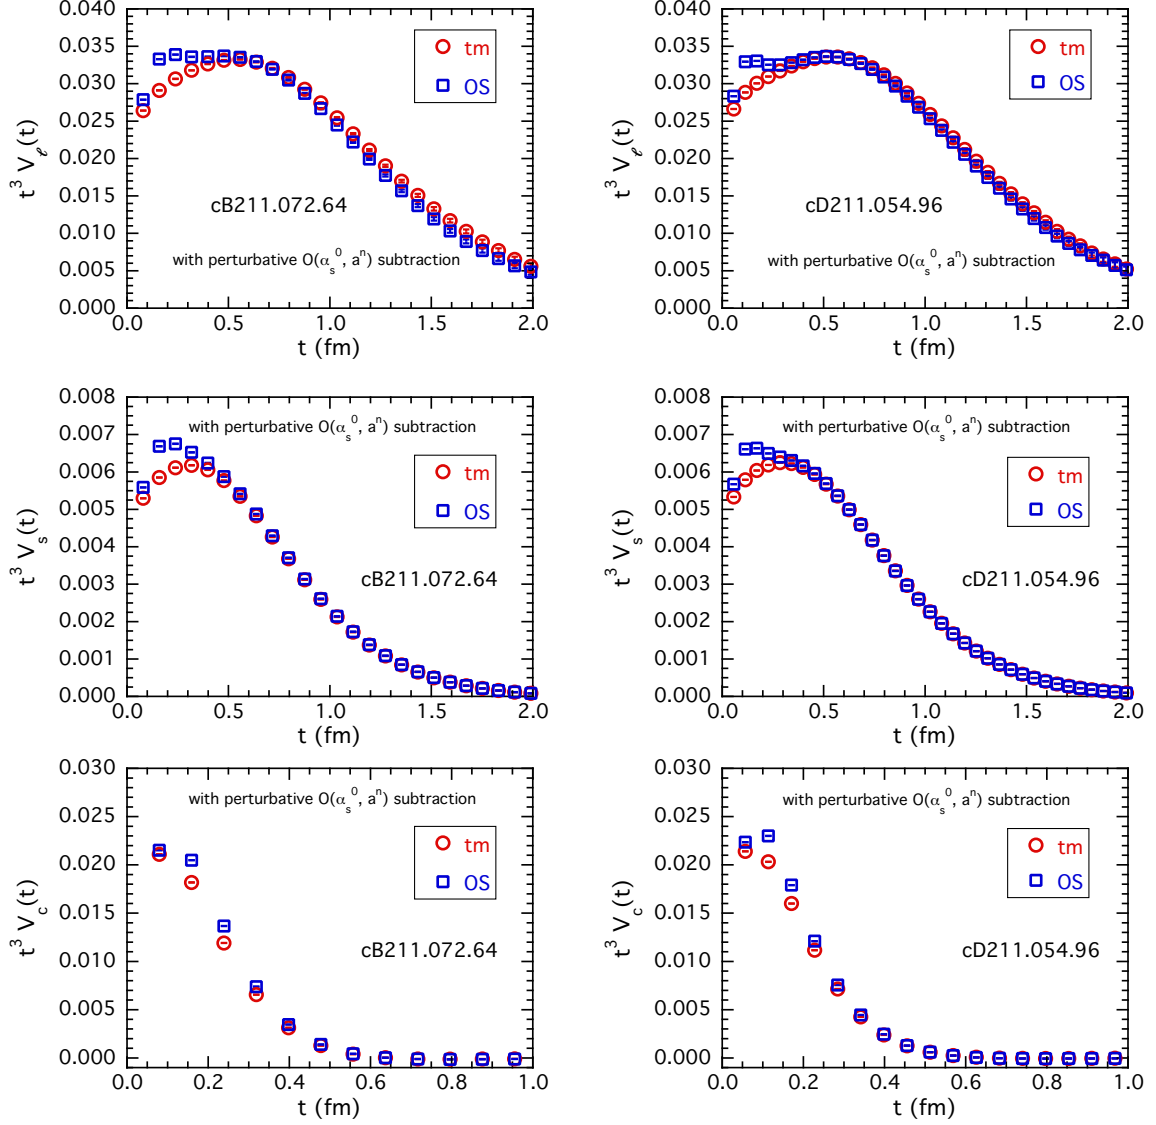 0.040
0.035
0.030
0.025
0.020
0.015
0.010
0.005
0.000
t³ V_ℓ(t)
tm
OS
cB211.072.64
with perturbative O(α_s^0, a^n) subtraction
0.0 0.5 1.0 1.5 2.0
t (fm)
0.040
0.035
0.030
0.025
0.020
0.015
0.010
0.005
0.000
t³ V_ℓ(t)
tm
OS
cD211.054.96
with perturbative O(α_s^0, a^n) subtraction
0.0 0.5 1.0 1.5 2.0
t (fm)
0.008
0.007
0.006
0.005
0.004
0.003
0.002
0.001
0.000
t³ V_s(t)
with perturbative O(α_s^0, a^n) subtraction
tm
OS
cB211.072.64
0.0 0.5 1.0 1.5 2.0
t (fm)
0.008
0.007
0.006
0.005
0.004
0.003
0.002
0.001
0.000
t³ V_s(t)
with perturbative O(α_s^0, a^n) subtraction
tm
OS
cD211.054.96
0.0 0.5 1.0 1.5 2.0
t (fm)
0.030
0.025
0.020
0.015
0.010
0.005
0.000
t³ V_c(t)
with perturbative O(α_s^0, a^n) subtraction
tm
OS
cB211.072.64
0.0 0.2 0.4 0.6 0.8 1.0
t (fm)
0.030
0.025
0.020
0.015
0.010
0.005
0.000
t³ V_c(t)
with perturbative O(α_s^0, a^n) subtraction
tm
OS
cD211.054.96
0.0 0.2 0.4 0.6 0.8 1.0
t (fm)